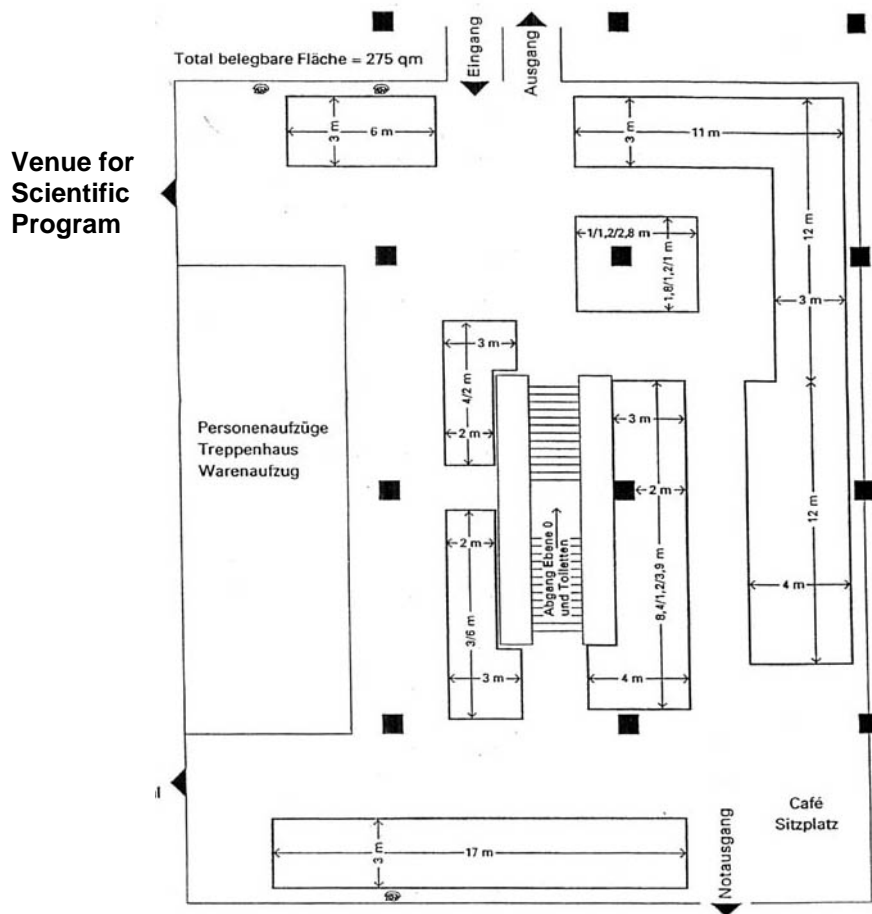 Total belegbare Fläche = 275 qm
Eingang
Ausgang
Venue for
Scientific
Program
3 m
6 m
3 m
11 m
12 m
1/1,2/2,8 m
1,8/1,2/1 m
3 m
3 m
4/2 m
2 m
3 m
2 m
Personenaufzüge
Treppenhaus
Warenaufzug
Abgang Ebene 0
und Toiletten
8,4/1,2/3,9 m
12 m
4 m
2 m
3/6 m
3 m
4 m
3 m
17 m
Notausgang
Café
Sitzplatz